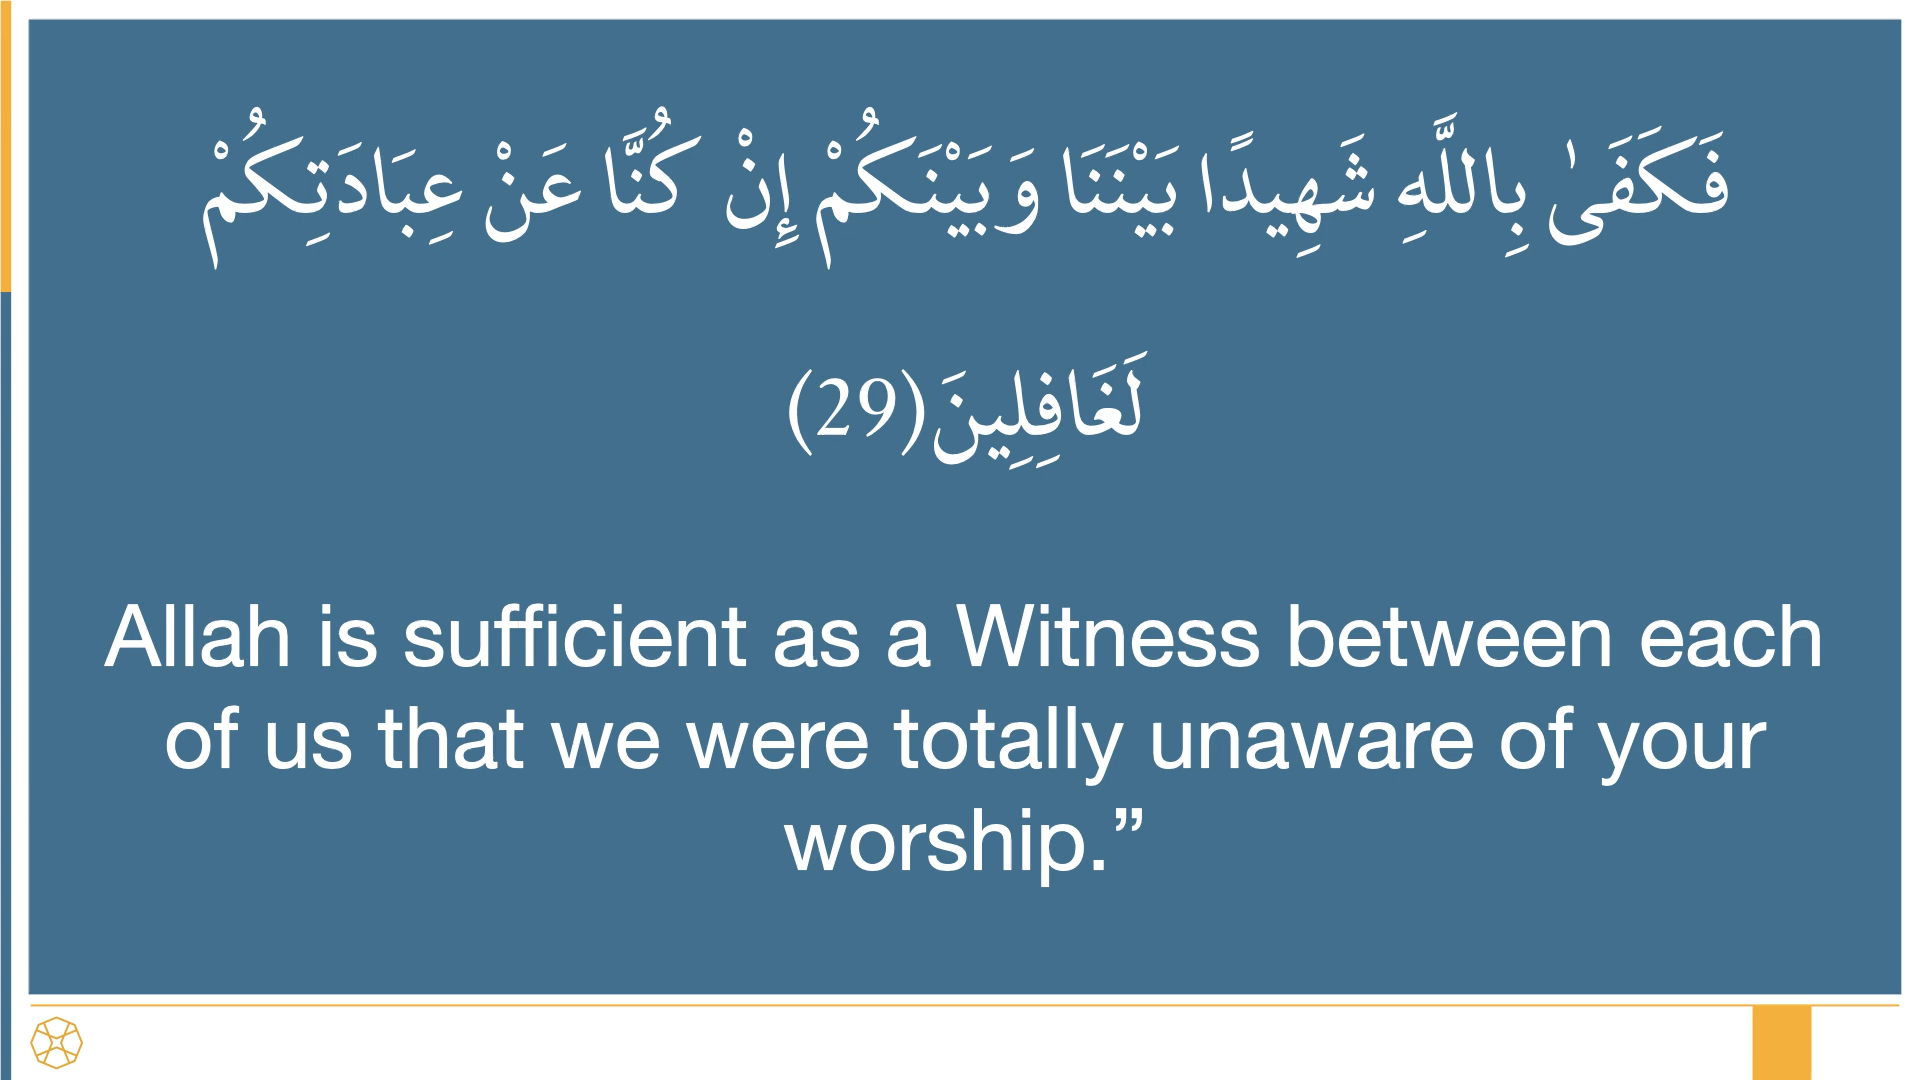 فَكَفَىٰ بِاللَّهِ شَهِيدًا بَيْنَنَا وَبَيْنَكُمْ إِنْ كُنَّا عَنْ عِبَادَتِكُمْ
لَغَافِلِينَ(29)
Allah is sufficient as a Witness between each
of us that we were totally unaware of your
worship.”